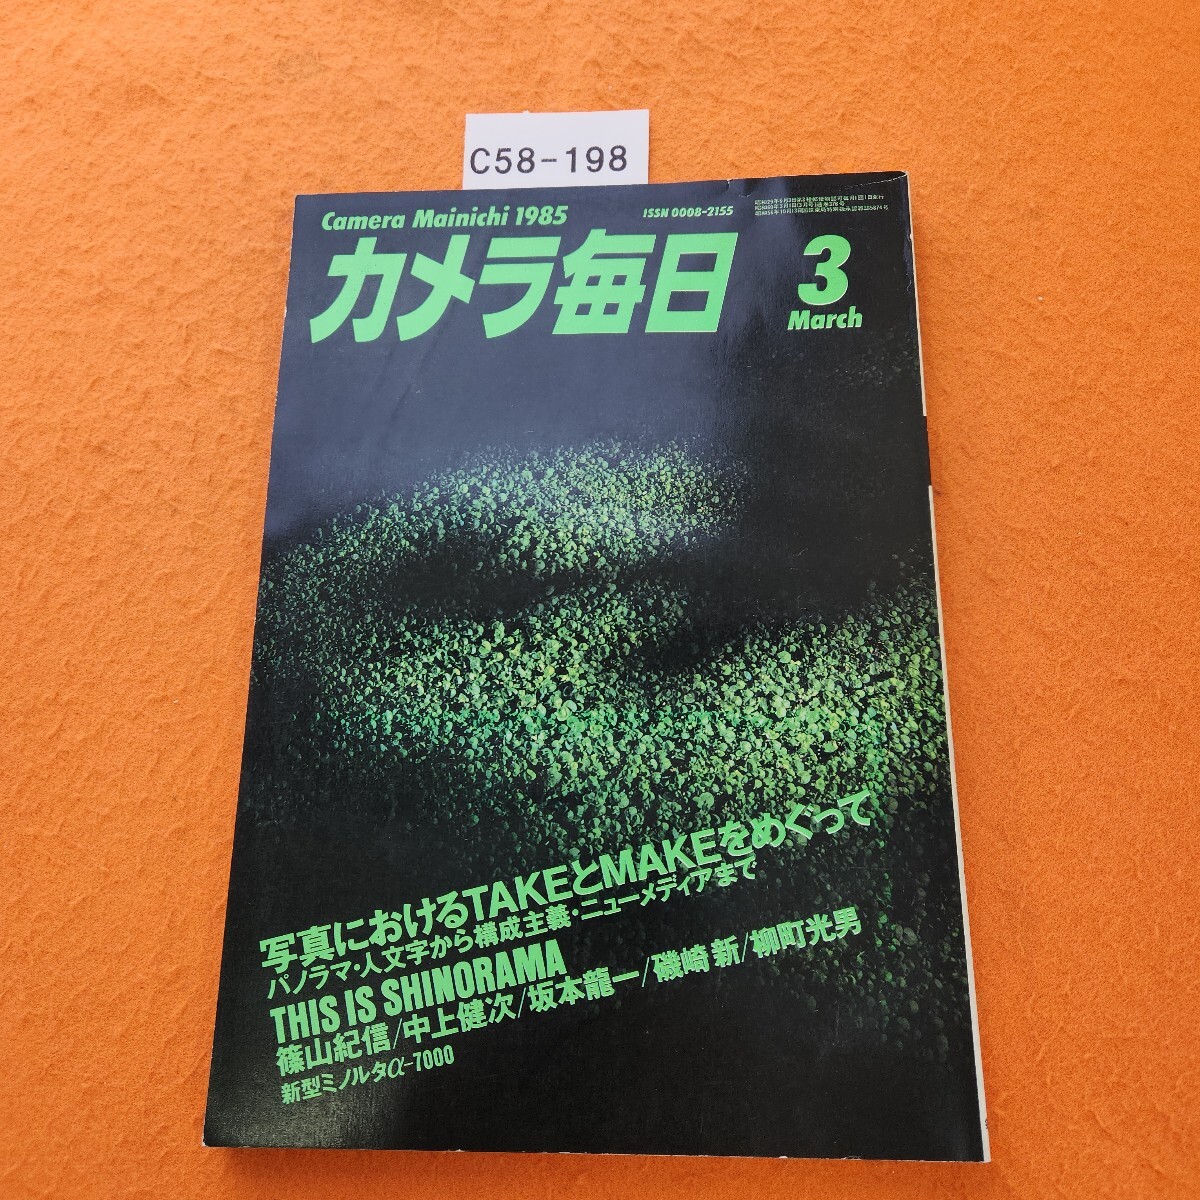 C58-198
Camera Mainichi 1985
ISSN 0008-2155
カメラ毎日
3
March
写真におけるTAKEとMAKEをめぐって
パノラマ・人文字から構成主義・ニューメディアまで
THIS IS SHINORAMA
篠山紀信/中上健次/坂本龍一/磯崎 新/柳町光男
新型ミノルタα-7000